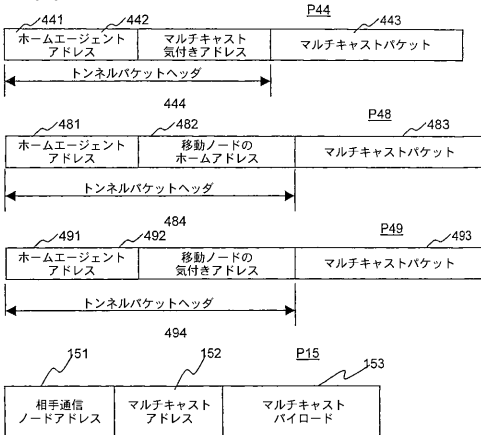 P44
441 442 443
ホームエージェント
アドレス
マルチキャスト
気付きアドレス
マルチキャストパケット
トンネルパケットヘッダ
444
P48
481 482 483
ホームエージェント
アドレス
移動ノードの
ホームアドレス
マルチキャストパケット
トンネルパケットヘッダ
484
P49
491 492 493
ホームエージェント
アドレス
移動ノードの
気付きアドレス
マルチキャストパケット
トンネルパケットヘッダ
494
P15
151 152 153
相手通信
ノードアドレス
マルチキャスト
アドレス
マルチキャスト
ペイロード